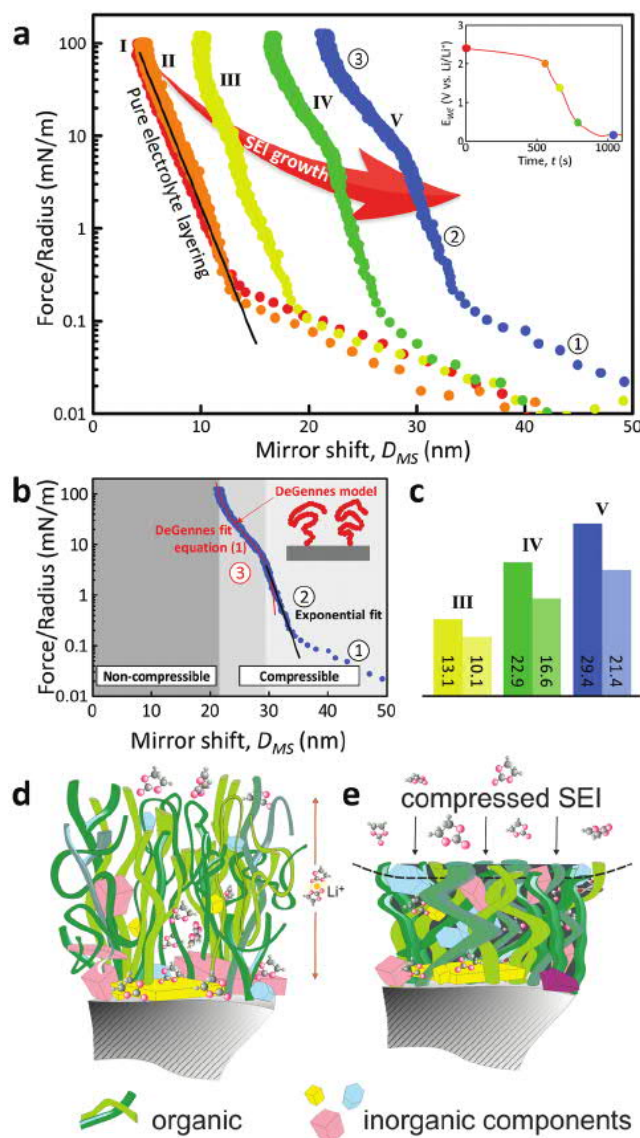 a
I
II
III
IV
V
③
②
①
Pure electrolyte layering
SEI growth
Force/Radius (mN/m)
100
10
1
0.1
0.01
0
10
20
30
40
50
Mirror shift, D_MS (nm)
E_WE (V vs. Li/Li⁺)
3
2
1
0
0
500
1000
Time, t (s)
b
DeGennes model
DeGennes fit
equation (1)
③
②
Exponential fit
①
Non-compressible
Compressible
Force/Radius (mN/m)
100
10
1
0.1
0.01
0
10
20
30
40
50
Mirror shift, D_MS (nm)
c
III
IV
V
13.1
10.1
22.9
16.6
29.4
21.4
d
Li⁺
e
compressed SEI
organic
inorganic components